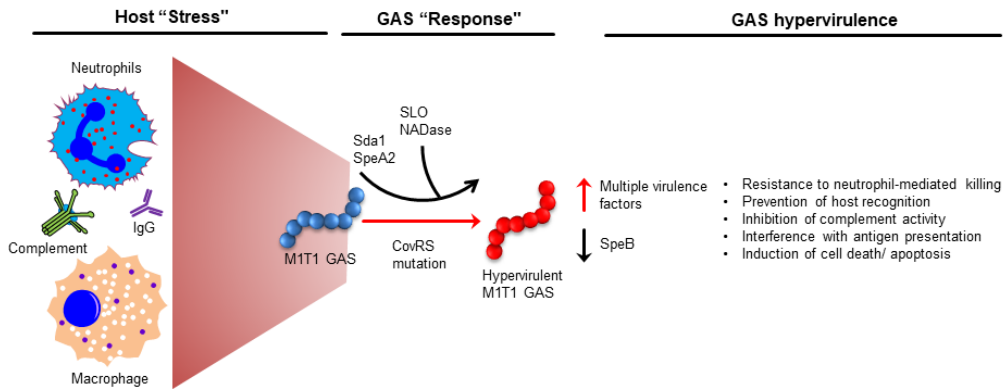 Host “Stress"
GAS “Response"
GAS hypervirulence
Neutrophils
Complement
IgG
Macrophage
M1T1 GAS
Sda1
SpeA2
SLO
NADase
CovRS
mutation
Hypervirulent
M1T1 GAS
Multiple virulence
factors
SpeB
• Resistance to neutrophil-mediated killing
• Prevention of host recognition
• Inhibition of complement activity
• Interference with antigen presentation
• Induction of cell death/ apoptosis